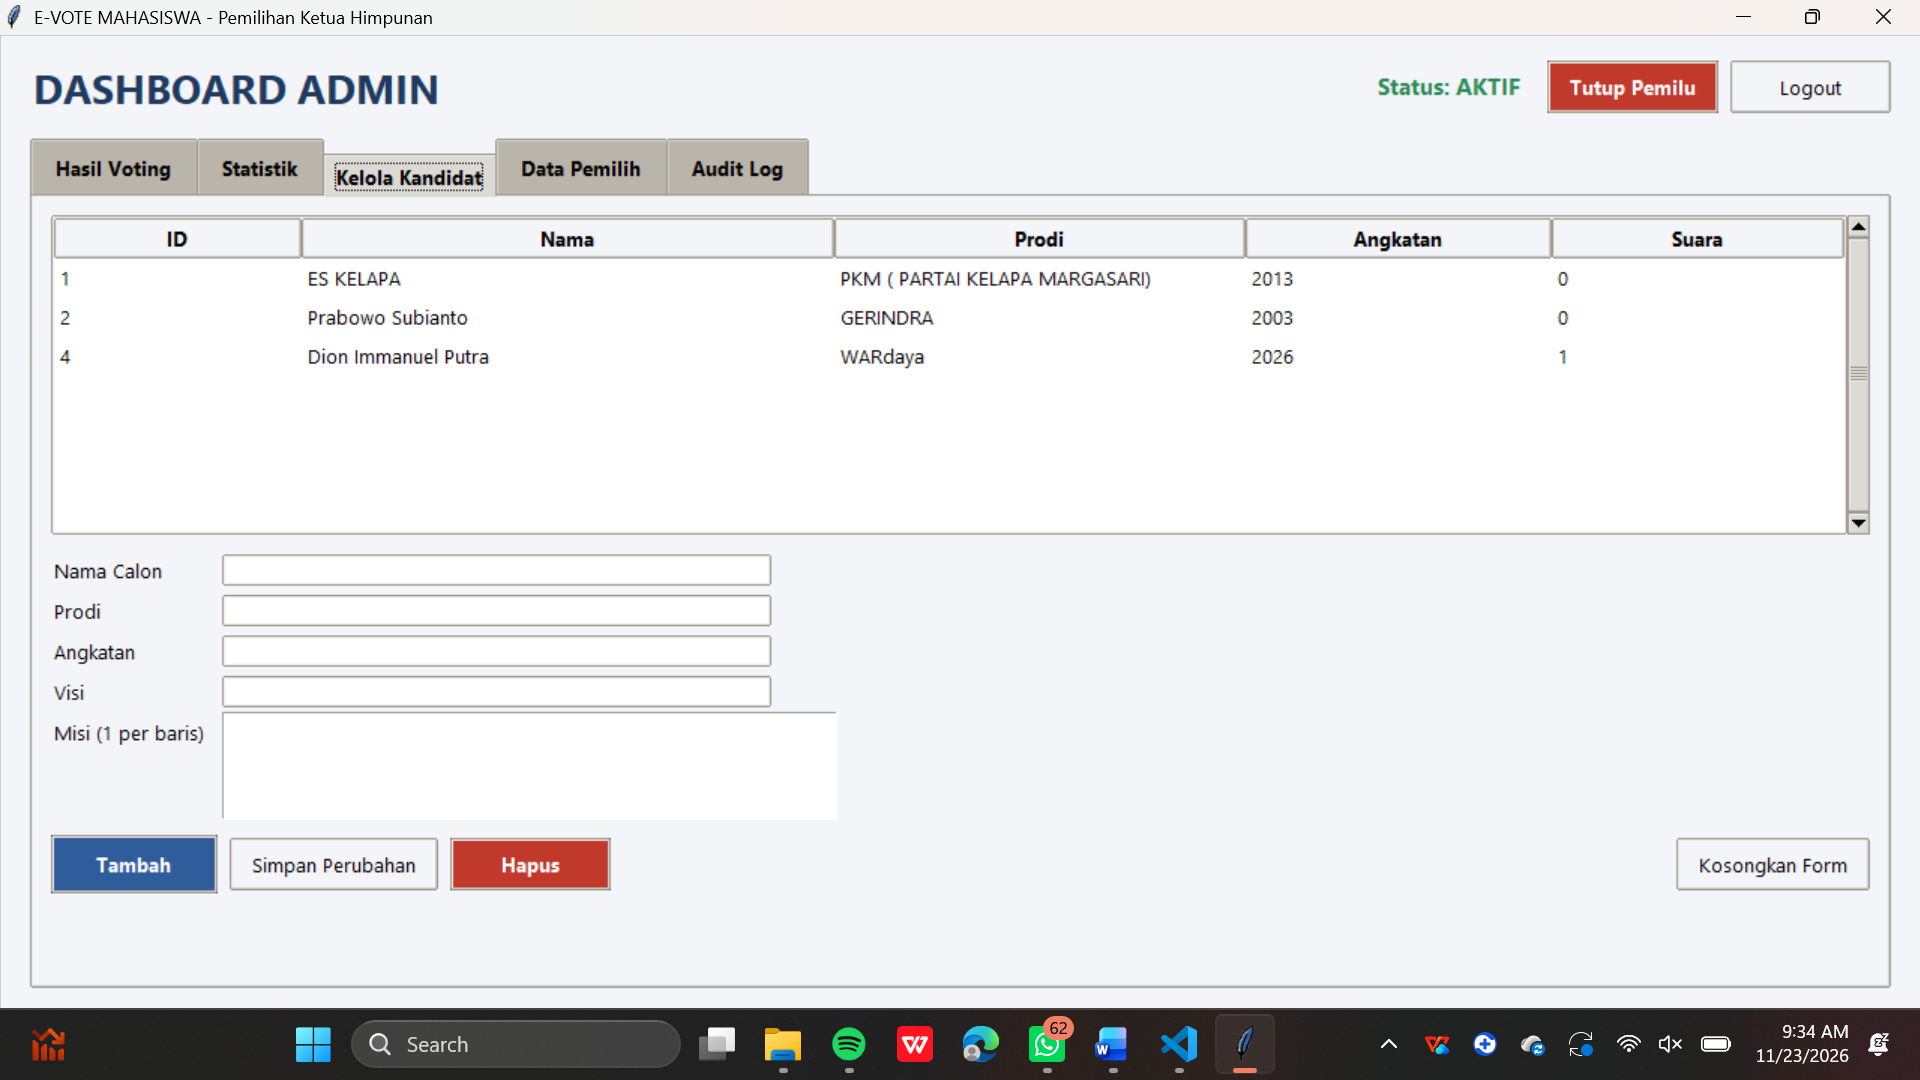 E-VOTE MAHASISWA - Pemilihan Ketua Himpunan
DASHBOARD ADMIN
Status: AKTIF
Tutup Pemilu
Logout
Hasil Voting
Statistik
Kelola Kandidat
Data Pemilih
Audit Log
ID Nama Prodi Angkatan Suara
1 ES KELAPA PKM ( PARTAI KELAPA MARGASARI) 2013 0
2 Prabowo Subianto GERINDRA 2003 0
4 Dion Immanuel Putra WARdaya 2026 1
Nama Calon
Prodi
Angkatan
Visi
Misi (1 per baris)
Tambah
Simpan Perubahan
Hapus
Kosongkan Form
Search
62
9:34 AM
11/23/2026